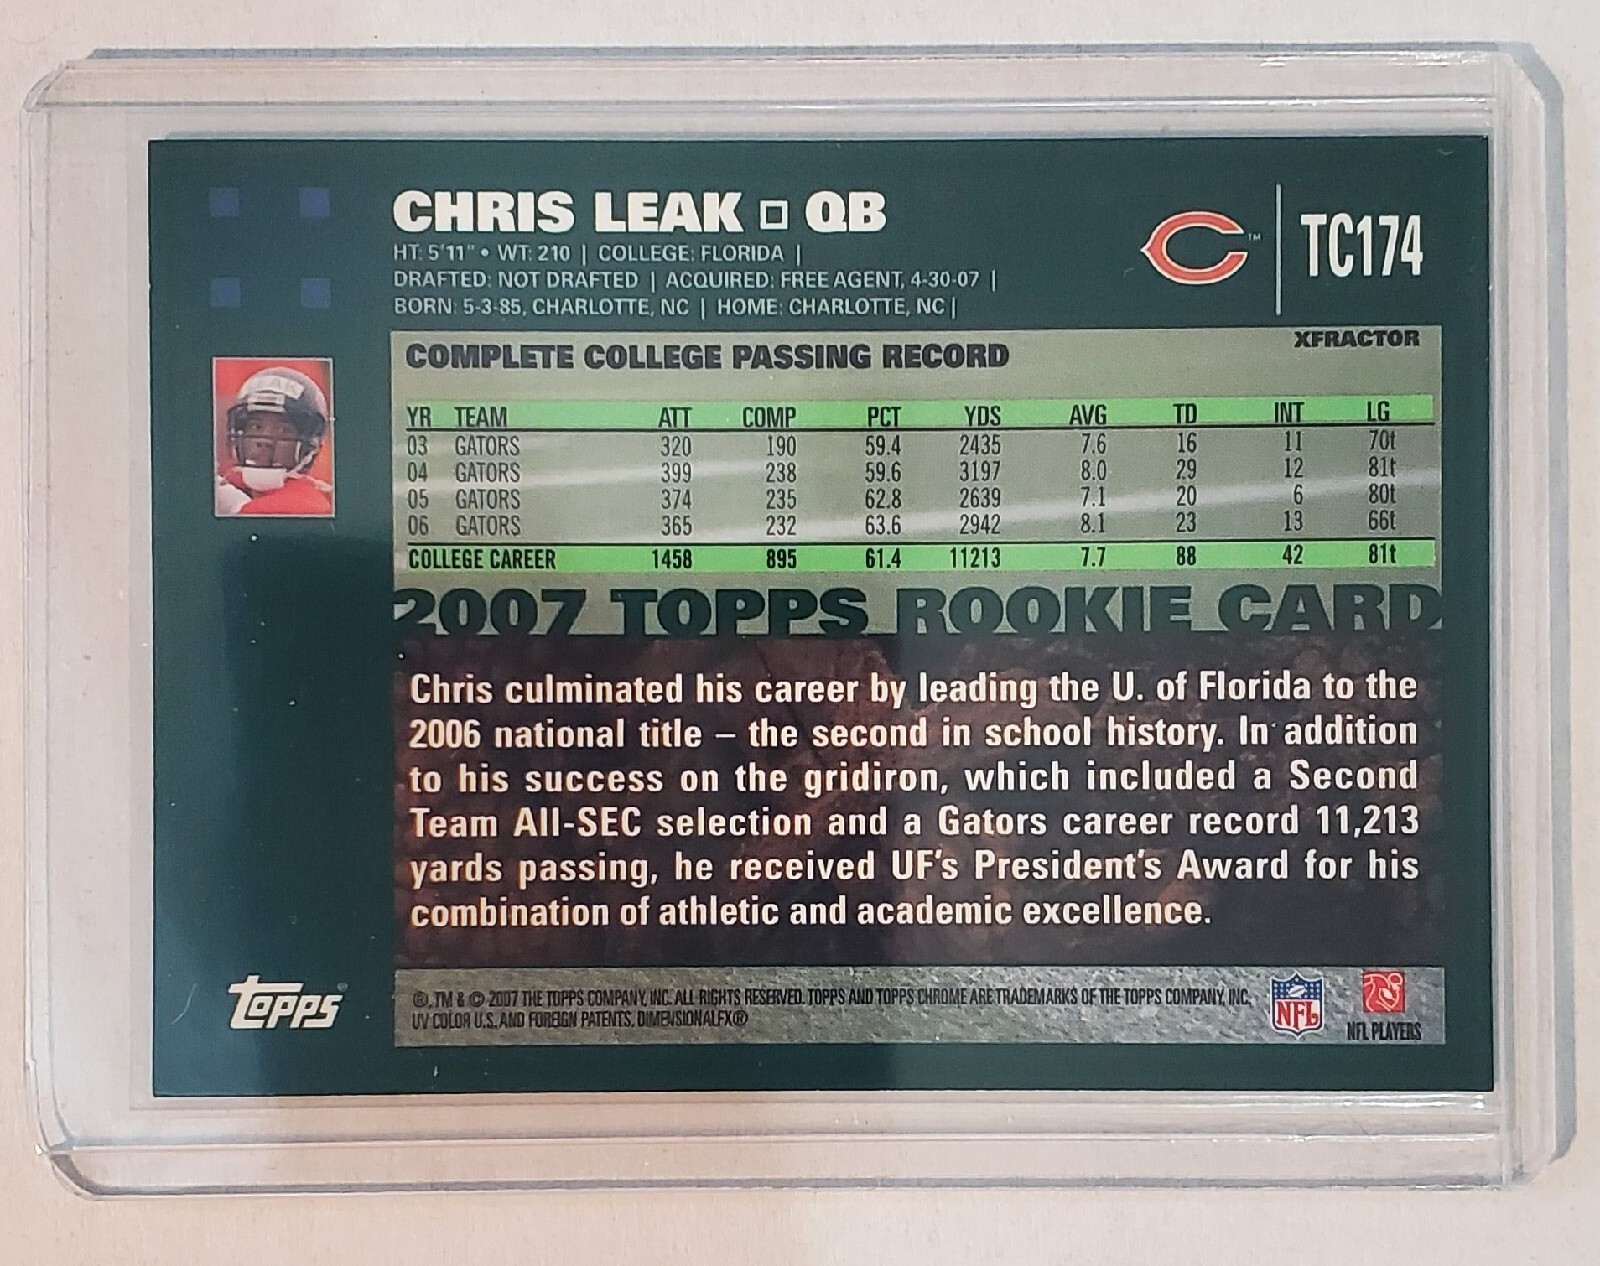 CHRIS LEAK □ QB
TC174
HT: 5'11" • WT: 210 | COLLEGE: FLORIDA |
DRAFTED: NOT DRAFTED | ACQUIRED: FREE AGENT, 4-30-07 |
BORN: 5-3-85, CHARLOTTE, NC | HOME: CHARLOTTE, NC |
XFRACTOR
COMPLETE COLLEGE PASSING RECORD
YR TEAM ATT COMP PCT YDS AVG TD INT LG
03 GATORS 320 190 59.4 2435 7.6 16 11 70t
04 GATORS 399 238 59.6 3197 8.0 29 12 81t
05 GATORS 374 235 62.8 2639 7.1 20 6 80t
06 GATORS 365 232 63.6 2942 8.1 23 13 66t
COLLEGE CAREER 1458 895 61.4 11213 7.7 88 42 81t
2007 TOPPS ROOKIE CARD
Chris culminated his career by leading the U. of Florida to the
2006 national title – the second in school history. In addition
to his success on the gridiron, which included a Second
Team All-SEC selection and a Gators career record 11,213
yards passing, he received UF's President's Award for his
combination of athletic and academic excellence.
topps
®, TM & © 2007 THE TOPPS COMPANY, INC. ALL RIGHTS RESERVED. TOPPS AND TOPPS CHROME ARE TRADEMARKS OF THE TOPPS COMPANY, INC.
UV COLOR U.S. AND FOREIGN PATENTS, DIMENSIONALFX®
NFL
NFL PLAYERS